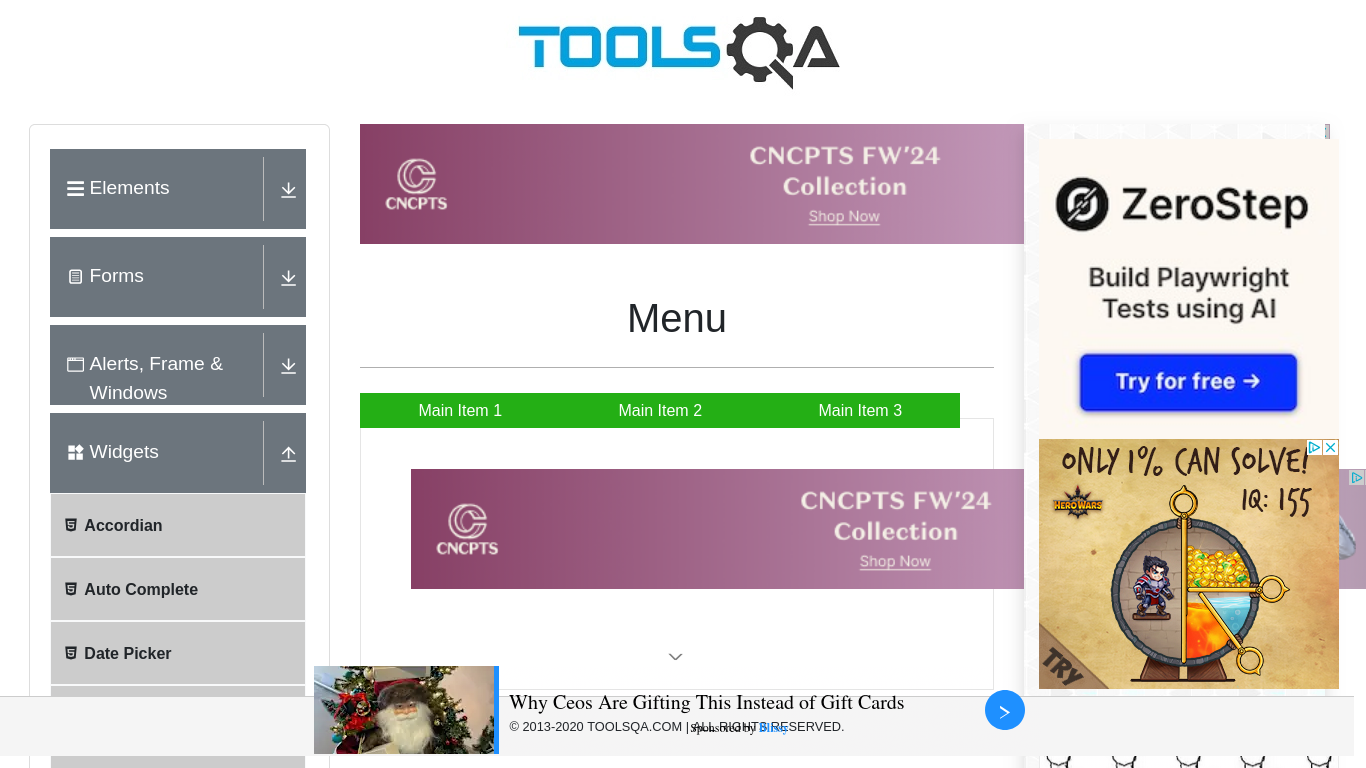 TOOLSQA
Elements
Forms
Alerts, Frame &
Windows
Widgets
Accordian
Auto Complete
Date Picker
CNCPTS
CNCPTS FW'24
Collection
Shop Now
Menu
Main Item 1
Main Item 2
Main Item 3
CNCPTS
CNCPTS FW'24
Collection
Shop Now
ZeroStep
Build Playwright
Tests using AI
Try for free →
ONLY 1% CAN SOLVE!
HERO WARS
IQ: 155
TRY
Why Ceos Are Gifting This Instead of Gift Cards
© 2013-2020 TOOLSQA.COM | ALL RIGHTS RESERVED.
Sponsored by